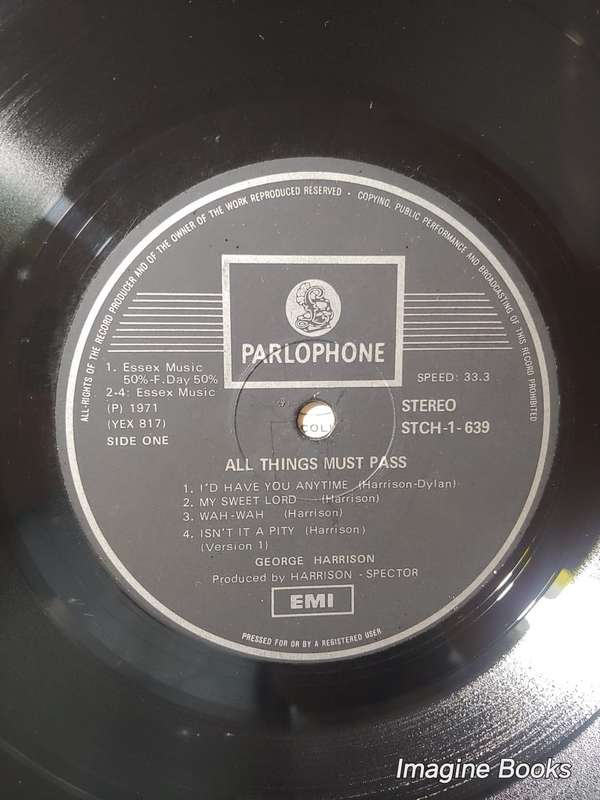 ALL-RIGHTS OF THE RECORD PRODUCER AND OF THE OWNER OF THE WORK REPRODUCED RESERVED • COPYING, PUBLIC PERFORMANCE AND BROADCASTING OF THIS RECORD PROHIBITED
PARLOPHONE
1. Essex Music
50%-F.Day 50%
2-4: Essex Music
(P) 1971
(YEX 817)
SIDE ONE
SPEED: 33.3
STEREO
STCH-1-639
ALL THINGS MUST PASS
1. I'D HAVE YOU ANYTIME (Harrison-Dylan)
2. MY SWEET LORD (Harrison)
3. WAH-WAH (Harrison)
4. ISN'T IT A PITY (Harrison)
(Version 1)
GEORGE HARRISON
Produced by HARRISON - SPECTOR
EMI
PRESSED FOR OR BY A REGISTERED USER
Imagine Books